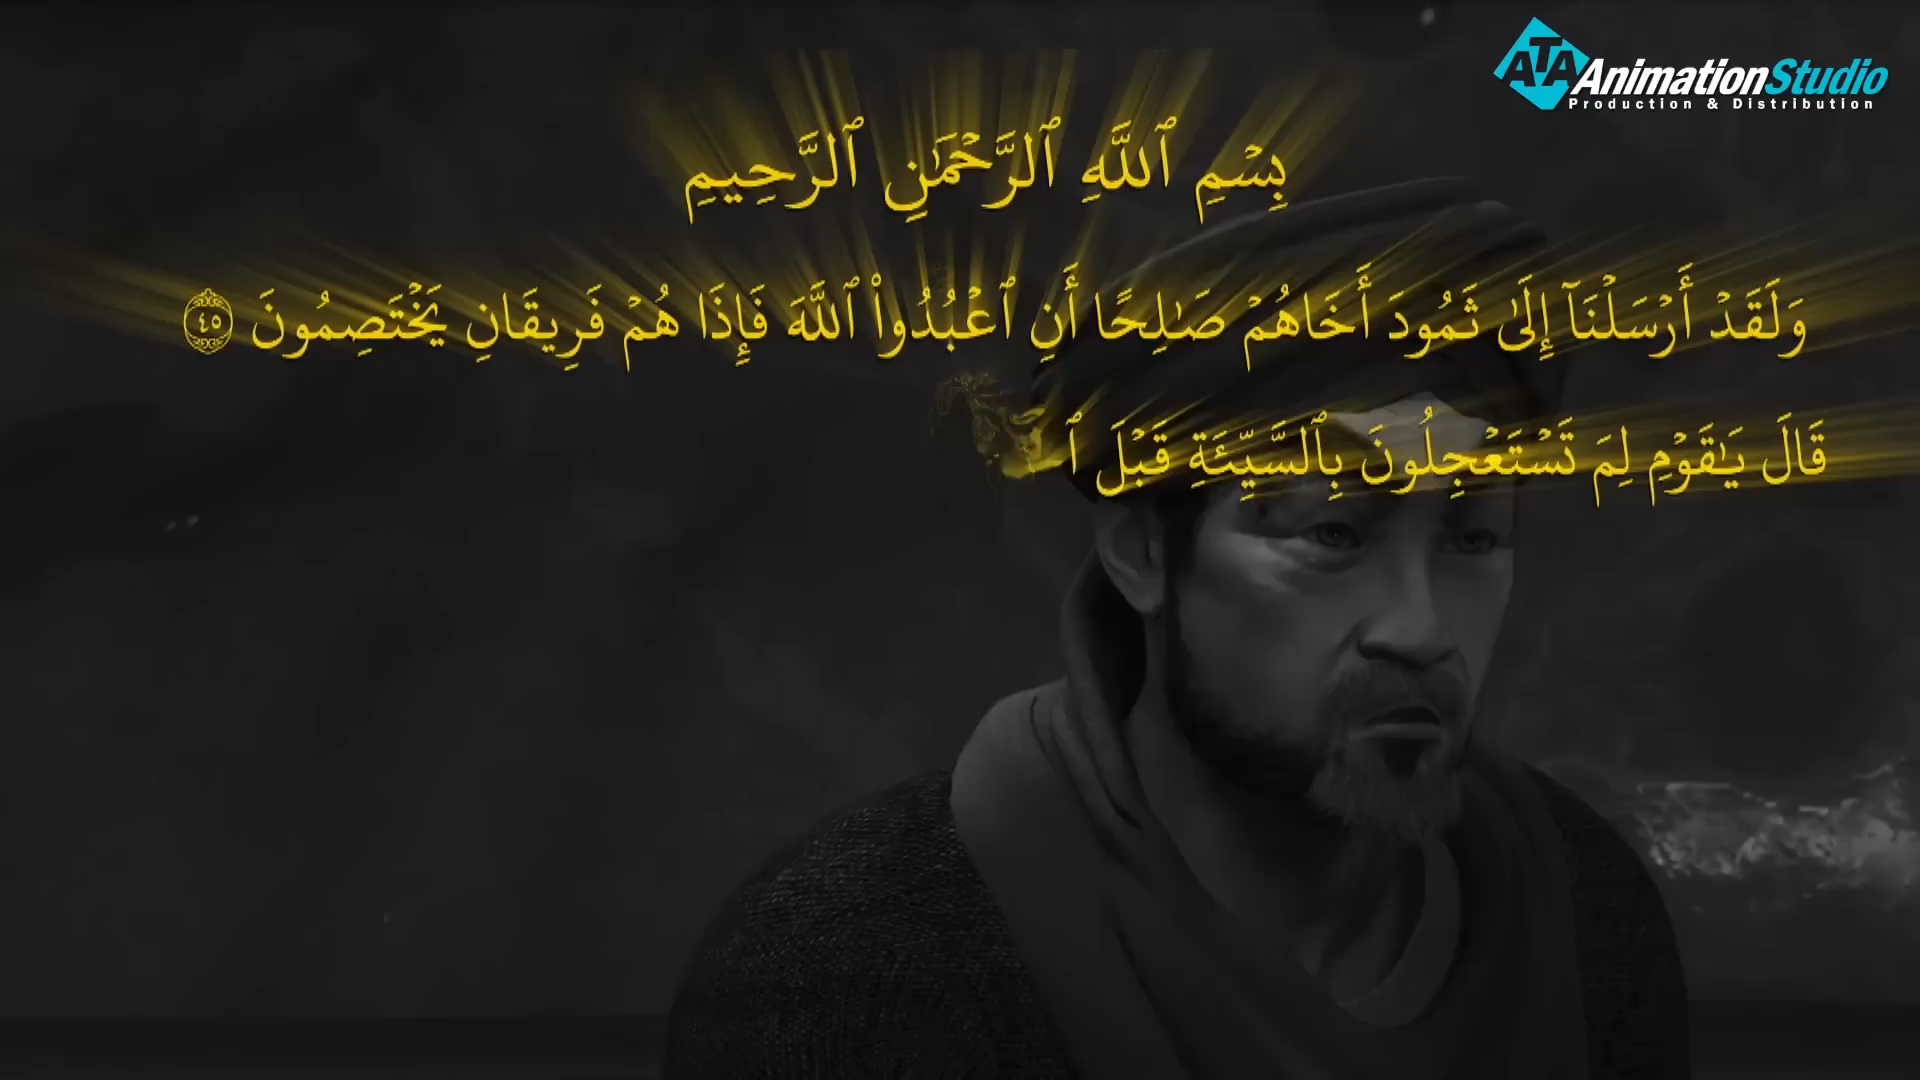 ATA AnimationStudio
Production & Distribution
بِسْمِ ٱللَّهِ ٱلرَّحْمَٰنِ ٱلرَّحِيمِ
وَلَقَدْ أَرْسَلْنَآ إِلَىٰ ثَمُودَ أَخَاهُمْ صَٰلِحًا أَنِ ٱعْبُدُوا۟ ٱللَّهَ فَإِذَا هُمْ فَرِيقَانِ يَخْتَصِمُونَ ٤٥
قَالَ يَٰقَوْمِ لِمَ تَسْتَعْجِلُونَ بِٱلسَّيِّئَةِ قَبْلَ ٱ